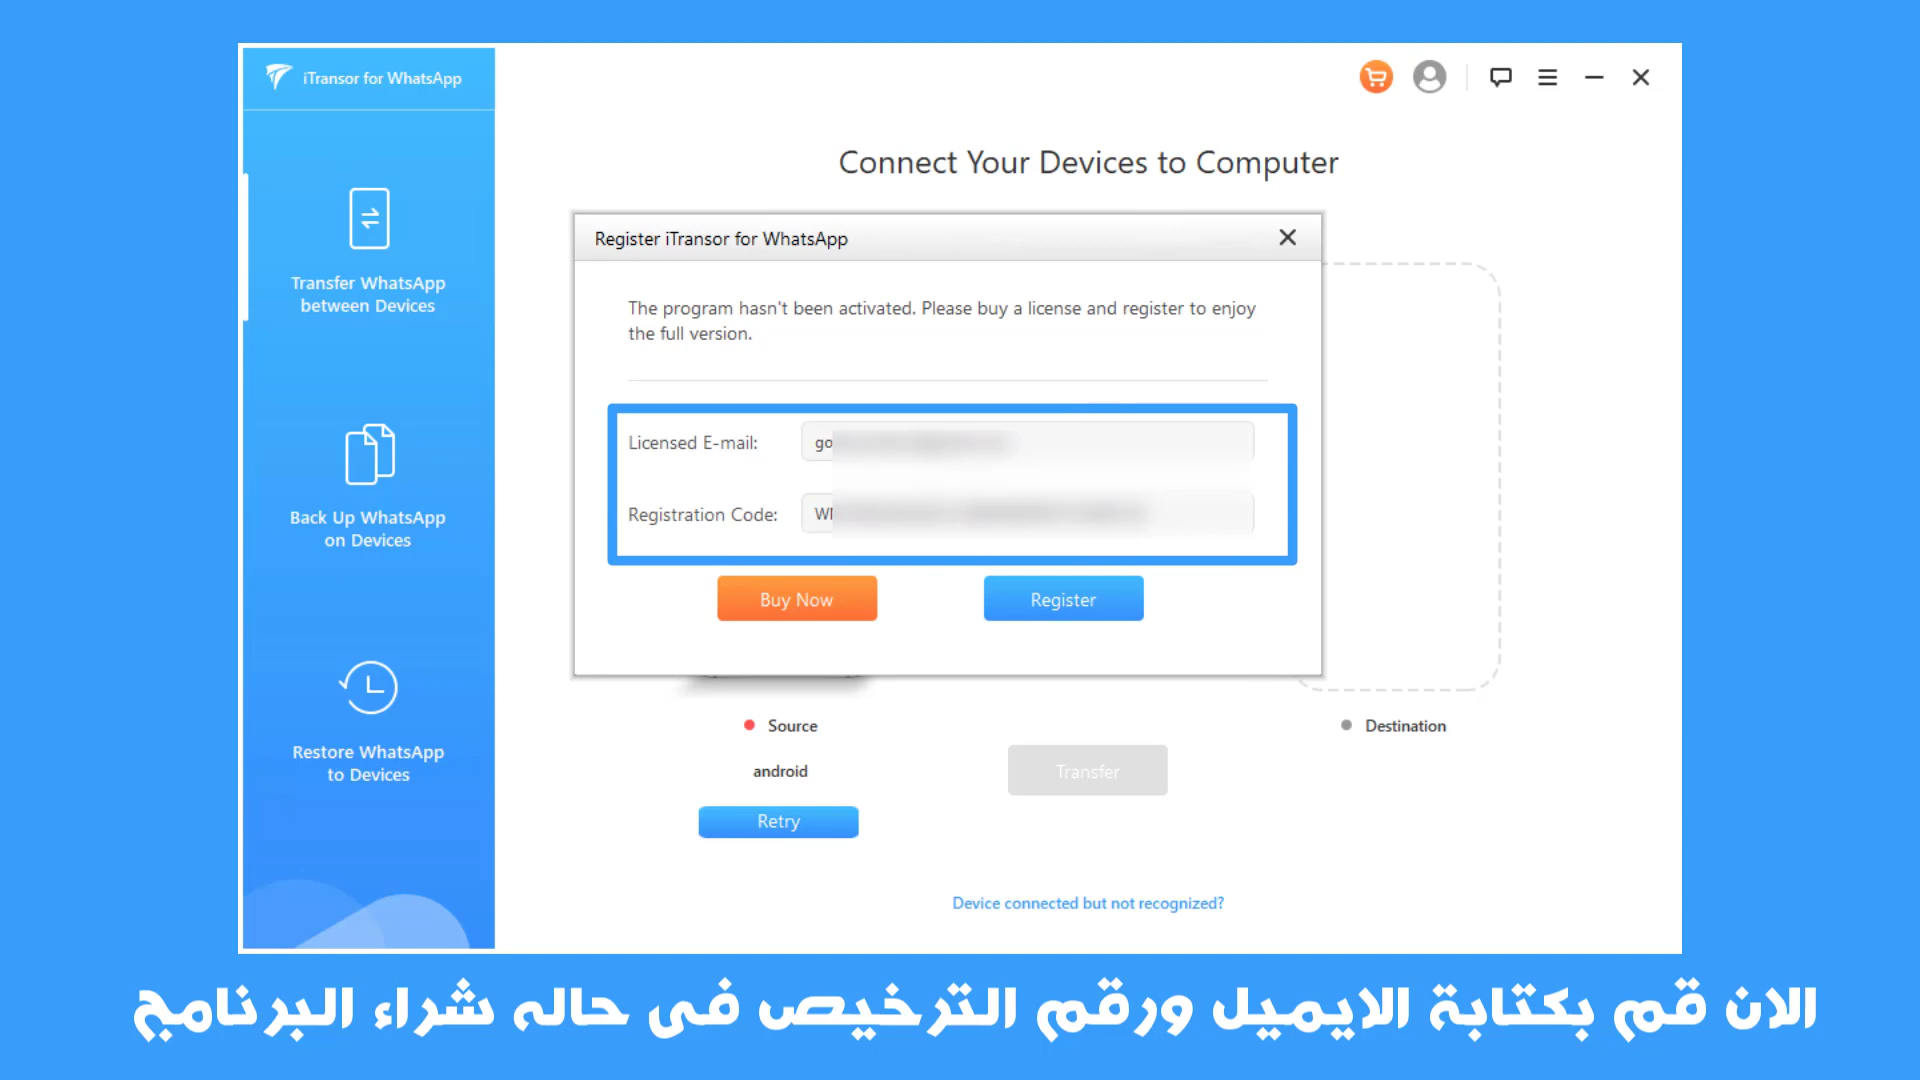 iTransor for WhatsApp
Connect Your Devices to Computer
Transfer WhatsApp
between Devices
Back Up WhatsApp
on Devices
Restore WhatsApp
to Devices
Register iTransor for WhatsApp
The program hasn't been activated. Please buy a license and register to enjoy
the full version.
Licensed E-mail: go
Registration Code:
Buy Now
Register
Source
Destination
android
Transfer
Retry
Device connected but not recognized?
الان قم بكتابة الايميل ورقم الترخيص فى حاله شراء البرنامج